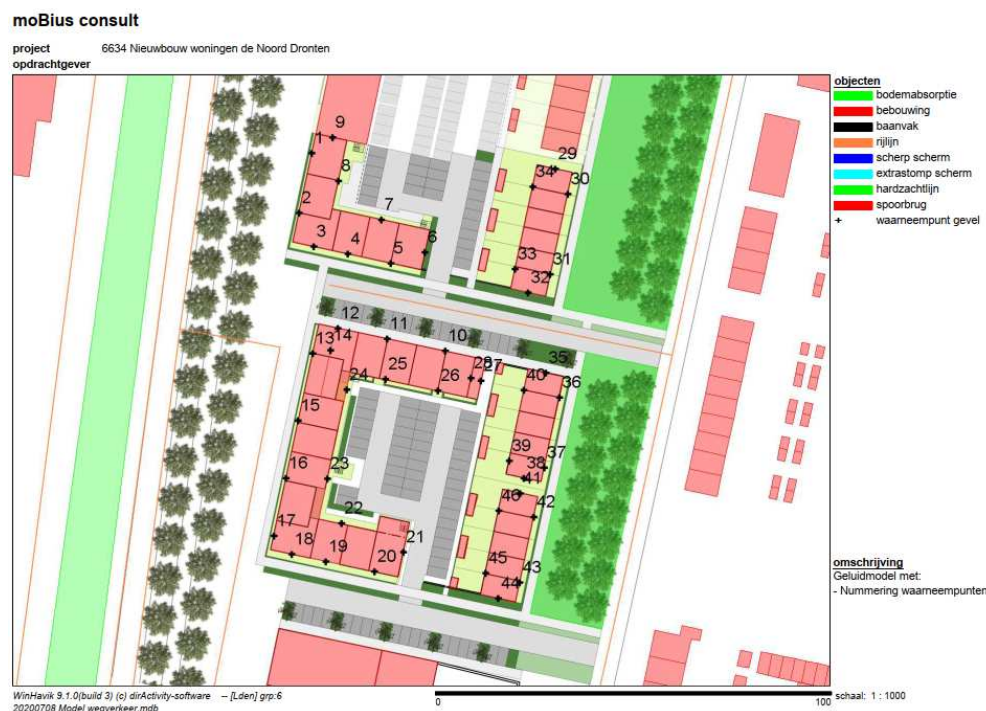 moBius consult
project 6634 Nieuwbouw woningen de Noord Dronten
opdrachtgever
objecten
bodemabsorptie
bebouwing
baanvak
rijlijn
scherp scherm
extrastomp scherm
hardzachtlijn
spoorbrug
waarneempunt gevel
9
1
8
29
34
30
2
7
3
4
5
6
33
31
32
12
11
10
13
14
35
25
28
27
24
26
40
36
15
39
37
38
16
23
41
46
42
22
17
18
21
19
20
45
43
44
omschrijving
Geluidmodel met:
- Nummering waarneempunten
WinHavik 9.1.0(build 3) (c) dirActivity-software -- [Lden] grp:6
20200708 Model wegverkeer.mdb
0 100
schaal: 1 : 1000